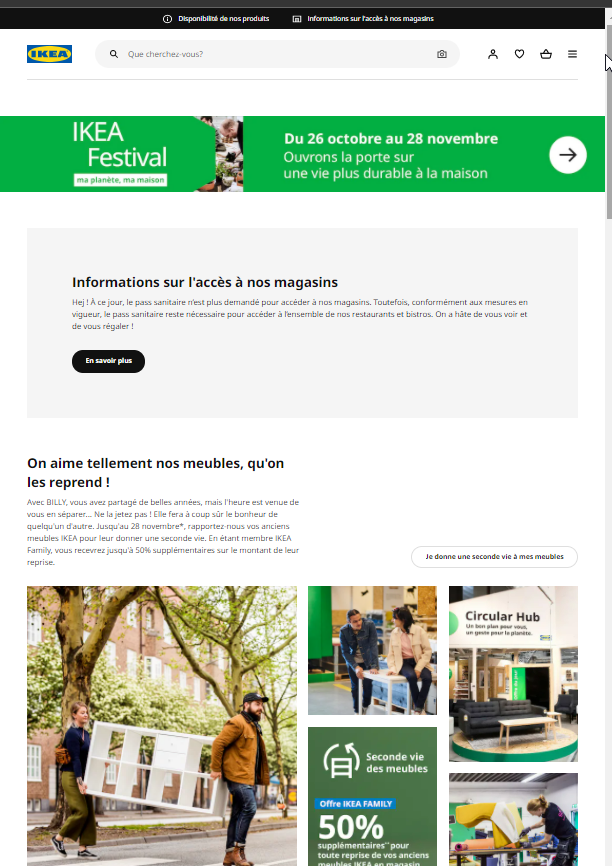 Disponibilité de nos produits
Informations sur l'accès à nos magasins
IKEA
Que cherchez-vous?
IKEA
Festival
ma planète, ma maison
Du 26 octobre au 28 novembre
Ouvrons la porte sur
une vie plus durable à la maison
Informations sur l'accès à nos magasins
Hej ! À ce jour, le pass sanitaire n'est plus demandé pour accéder à nos magasins. Toutefois, conformément aux mesures en
vigueur, le pass sanitaire reste nécessaire pour accéder à l'ensemble de nos restaurants et bistros. On a hâte de vous voir et
de vous régaler !
En savoir plus
On aime tellement nos meubles, qu'on
les reprend !
Avec BILLY, vous avez partagé de belles années, mais l'heure est venue de
vous en séparer... Ne la jetez pas ! Elle fera à coup sûr le bonheur de
quelqu'un d'autre. Jusqu'au 28 novembre*, rapportez-nous vos anciens
meubles IKEA pour leur donner une seconde vie. En étant membre IKEA
Family, vous recevrez jusqu'à 50% supplémentaires sur le montant de leur
reprise.
Je donne une seconde vie à mes meubles
Circular Hub
Un bon plan pour vous,
un geste pour la planète.
IKEA
Seconde vie
des meubles
Offre IKEA FAMILY
50%
supplémentaires** pour
toute reprise de vos anciens
meubles IKEA en magasin